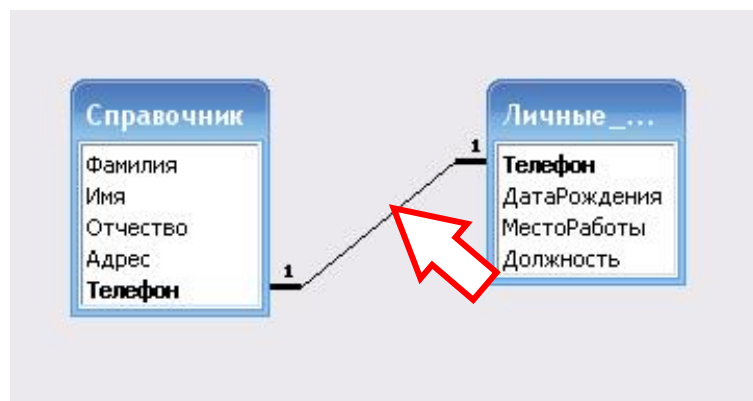 Справочник
Фамилия
Имя
Отчество
Адрес
Телефон
1
1
Личные_...
Телефон
ДатаРождения
МестоРаботы
Должность